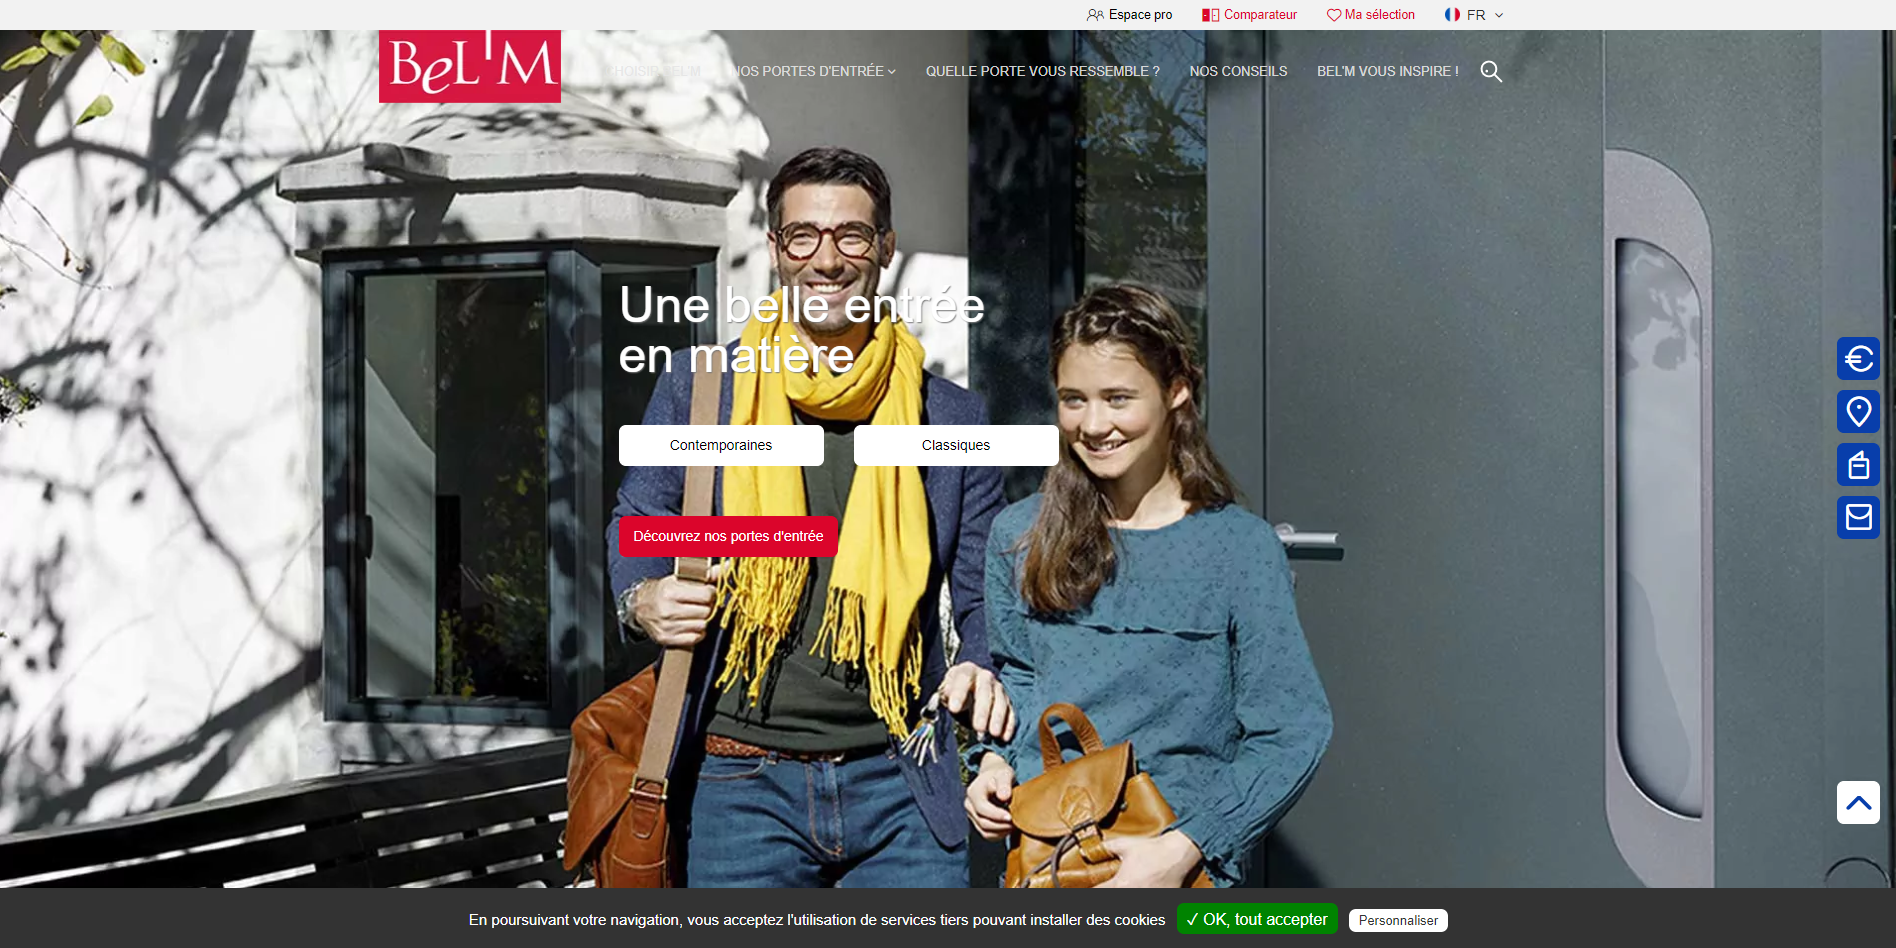 Espace pro
Comparateur
Ma sélection
FR
BeL'M
CHOISIR BEL'M
NOS PORTES D'ENTRÉE
QUELLE PORTE VOUS RESSEMBLE ?
NOS CONSEILS
BEL'M VOUS INSPIRE !
Une belle entrée
en matière
Contemporaines
Classiques
Découvrez nos portes d'entrée
En poursuivant votre navigation, vous acceptez l'utilisation de services tiers pouvant installer des cookies
✓ OK, tout accepter
Personnaliser